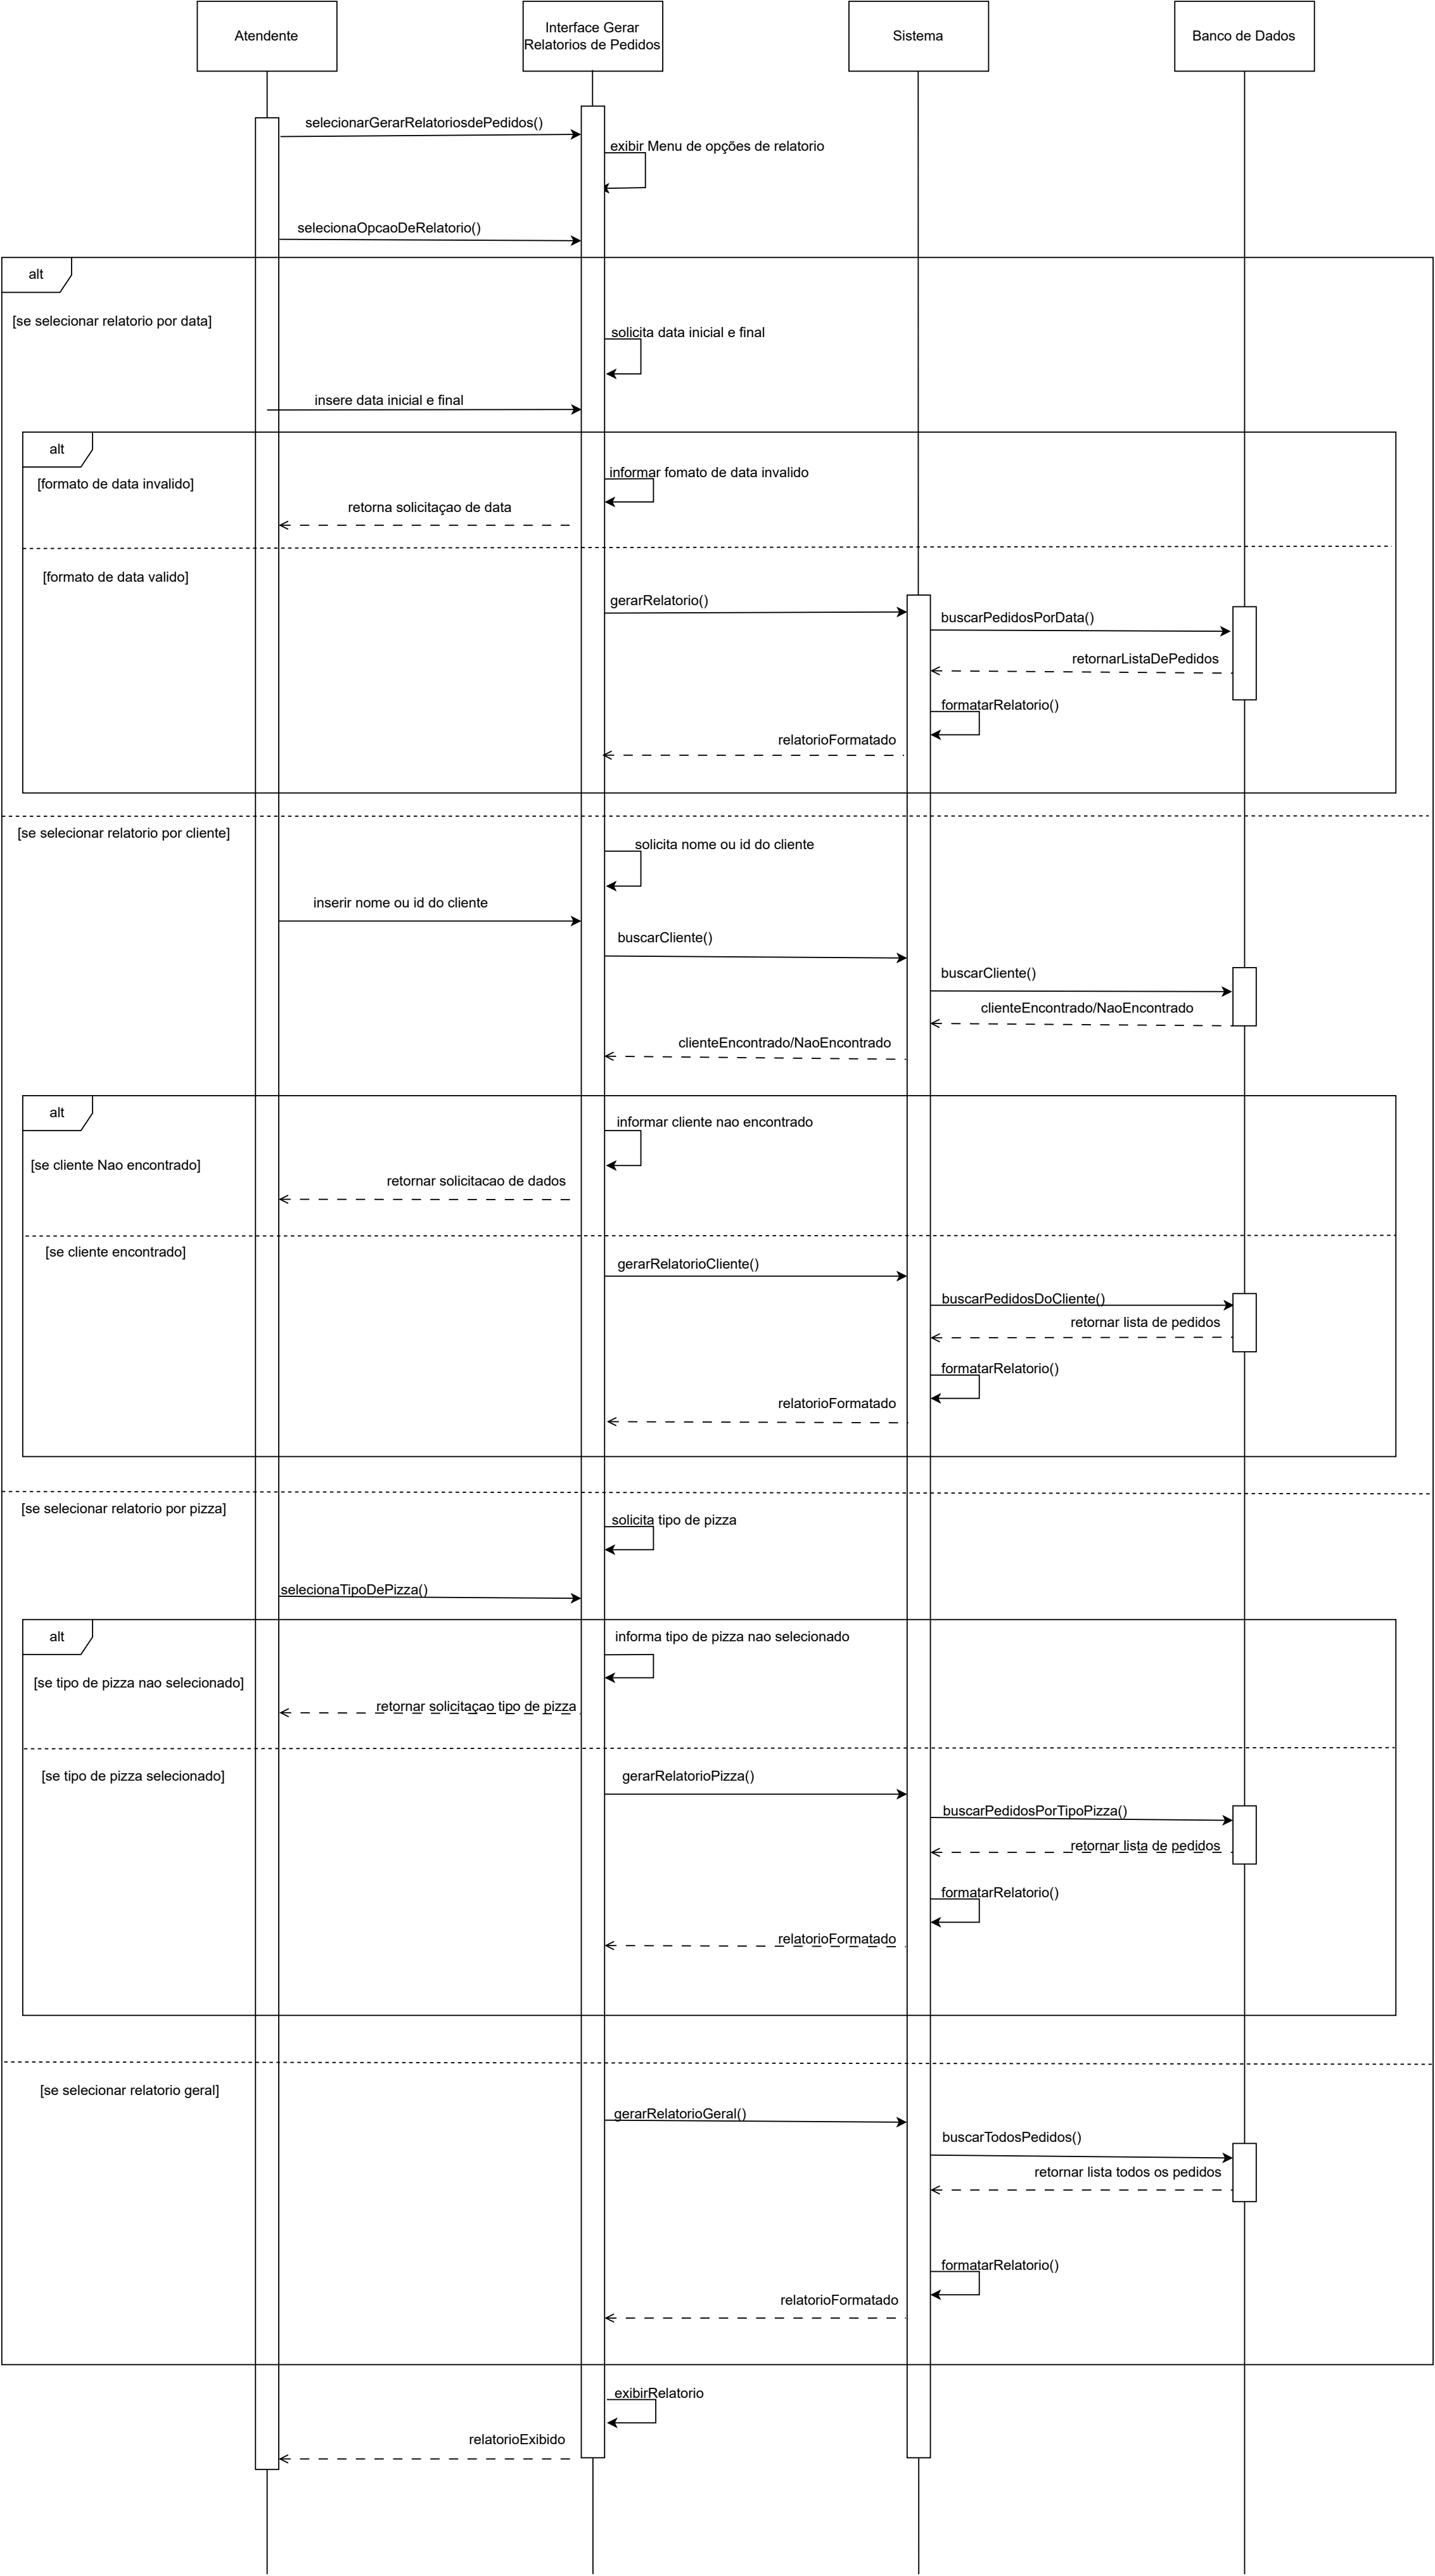 Atendente
Interface Gerar
Relatorios de Pedidos
Sistema
Banco de Dados
selecionarGerarRelatoriosdePedidos()
exibir Menu de opções de relatorio
selecionaOpcaoDeRelatorio()
alt
[se selecionar relatorio por data]
solicita data inicial e final
insere data inicial e final
alt
informar fomato de data invalido
[formato de data invalido]
retorna solicitaçao de data
[formato de data valido]
gerarRelatorio()
buscarPedidosPorData()
retornarListaDePedidos
formatarRelatorio()
relatorioFormatado
[se selecionar relatorio por cliente]
solicita nome ou id do cliente
inserir nome ou id do cliente
buscarCliente()
buscarCliente()
clienteEncontrado/NaoEncontrado
clienteEncontrado/NaoEncontrado
alt
informar cliente nao encontrado
[se cliente Nao encontrado]
retornar solicitacao de dados
[se cliente encontrado]
gerarRelatorioCliente()
buscarPedidosDoCliente()
retornar lista de pedidos
formatarRelatorio()
relatorioFormatado
[se selecionar relatorio por pizza]
solicita tipo de pizza
selecionaTipoDePizza()
alt
informa tipo de pizza nao selecionado
[se tipo de pizza nao selecionado]
retornar solicitaçao tipo de pizza
[se tipo de pizza selecionado]
gerarRelatorioPizza()
buscarPedidosPorTipoPizza()
retornar lista de pedidos
formatarRelatorio()
relatorioFormatado
[se selecionar relatorio geral]
gerarRelatorioGeral()
buscarTodosPedidos()
retornar lista todos os pedidos
formatarRelatorio()
relatorioFormatado
exibirRelatorio
relatorioExibido